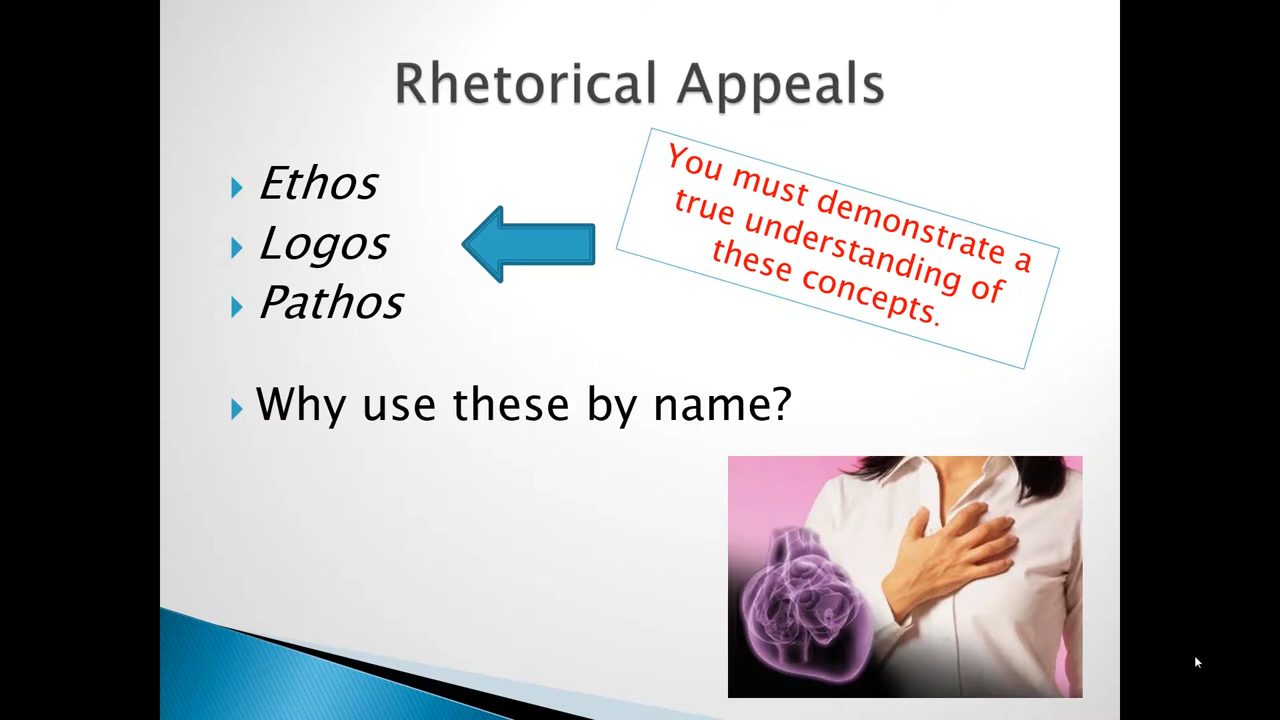 Rhetorical Appeals
Ethos
Logos
Pathos
You must demonstrate a
true understanding of
these concepts.
Why use these by name?